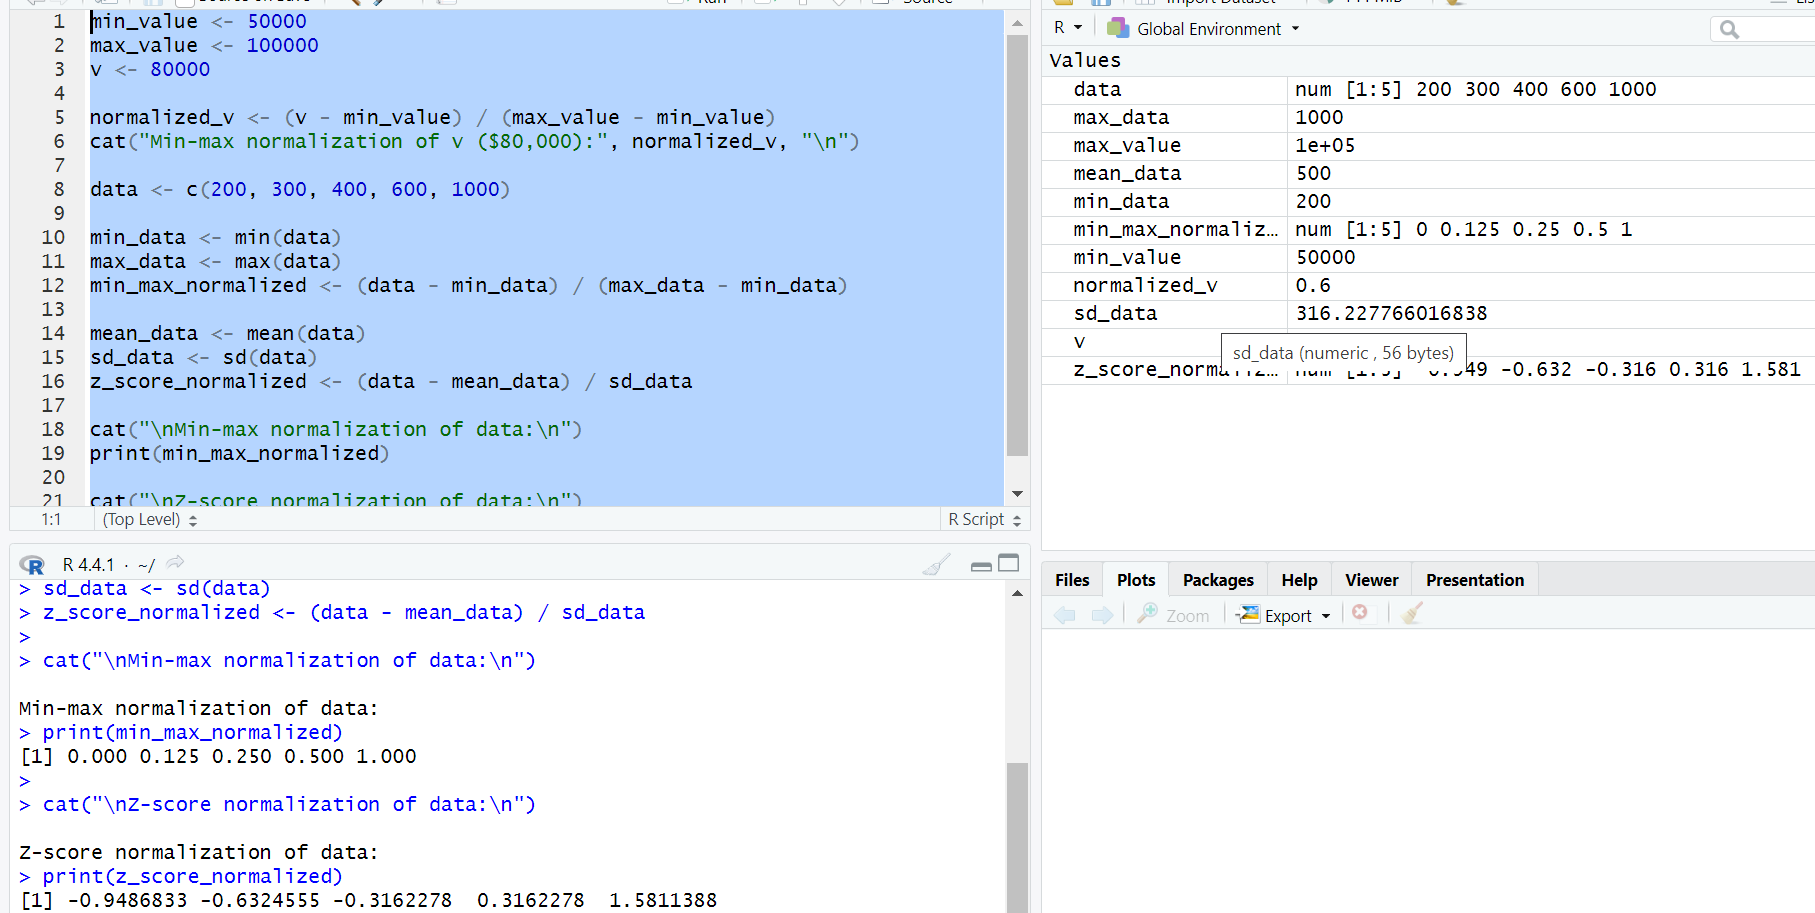 1 min_value <- 50000
2 max_value <- 100000
3 v <- 80000
4
5 normalized_v <- (v - min_value) / (max_value - min_value)
6 cat("Min-max normalization of v ($80,000):", normalized_v, "\n")
7
8 data <- c(200, 300, 400, 600, 1000)
9
10 min_data <- min(data)
11 max_data <- max(data)
12 min_max_normalized <- (data - min_data) / (max_data - min_data)
13
14 mean_data <- mean(data)
15 sd_data <- sd(data)
16 z_score_normalized <- (data - mean_data) / sd_data
17
18 cat("\nMin-max normalization of data:\n")
19 print(min_max_normalized)
20
21 cat("\nZ-score normalization of data:\n")
1:1 (Top Level) R Script
R 4.4.1 · ~/
> sd_data <- sd(data)
> z_score_normalized <- (data - mean_data) / sd_data
>
> cat("\nMin-max normalization of data:\n")
Min-max normalization of data:
> print(min_max_normalized)
[1] 0.000 0.125 0.250 0.500 1.000
>
> cat("\nZ-score normalization of data:\n")
Z-score normalization of data:
> print(z_score_normalized)
[1] -0.9486833 -0.6324555 -0.3162278  0.3162278  1.5811388
Import Dataset
R Global Environment
Values
data num [1:5] 200 300 400 600 1000
max_data 1000
max_value 1e+05
mean_data 500
min_data 200
min_max_normaliz… num [1:5] 0 0.125 0.25 0.5 1
min_value 50000
normalized_v 0.6
sd_data 316.227766016838
v
sd_data (numeric , 56 bytes)
z_score_normaliz… num [1:5] -0.949 -0.632 -0.316 0.316 1.581
Files Plots Packages Help Viewer Presentation
Zoom Export